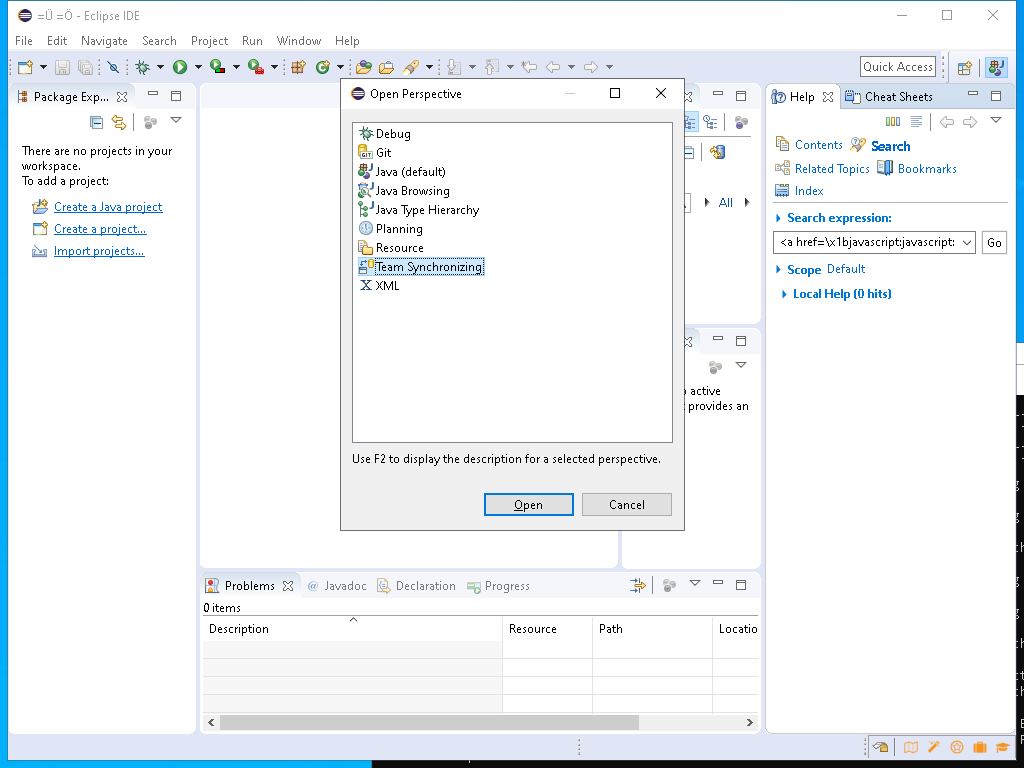 =Ü =Ö - Eclipse IDE
File Edit Navigate Search Project Run Window Help
Quick Access
Package Exp...
There are no projects in your
workspace.
To add a project:
Create a Java project
Create a project...
Import projects...
Open Perspective
Debug
Git
Java (default)
Java Browsing
Java Type Hierarchy
Planning
Resource
Team Synchronizing
XML
Use F2 to display the description for a selected perspective.
Open Cancel
All
active
provides an
Help Cheat Sheets
Contents Search
Related Topics Bookmarks
Index
Search expression:
<a href=\x1bjavascript:javascript:
Go
Scope Default
Local Help (0 hits)
Problems Javadoc Declaration Progress
0 items
Description Resource Path Locatio